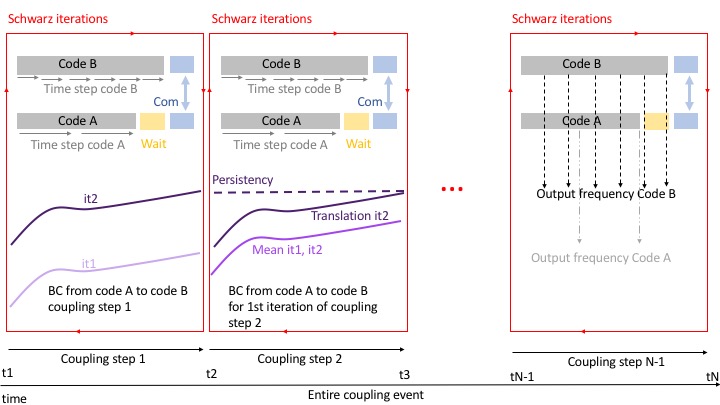 Schwarz iterations
Code B
Time step code B
Com
Code A
Time step code A
Wait
it2
it1
BC from code A to code B
coupling step 1
Schwarz iterations
Code B
Time step code B
Com
Code A
Time step code A
Wait
Persistency
Translation it2
Mean it1, it2
BC from code A to code B
for 1st iteration of coupling
step 2
...
Schwarz iterations
Code B
Code A
Output frequency Code B
Output frequency Code A
Coupling step 1
Coupling step 2
Coupling step N-1
t1
t2
t3
tN-1
tN
time
Entire coupling event